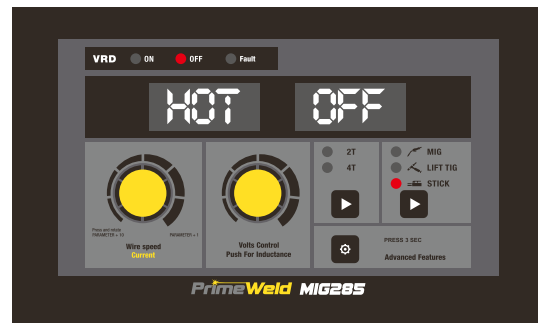 VRD ON OFF Fault
HOT OFF
2T
4T
MIG
LIFT TIG
STICK
Press and rotate
PARAMETER + 10
PARAMETER + 1
Wire speed
Current
Volts Control
Push For Inductance
PRESS 3 SEC
Advanced Features
PrimeWeld MIG285